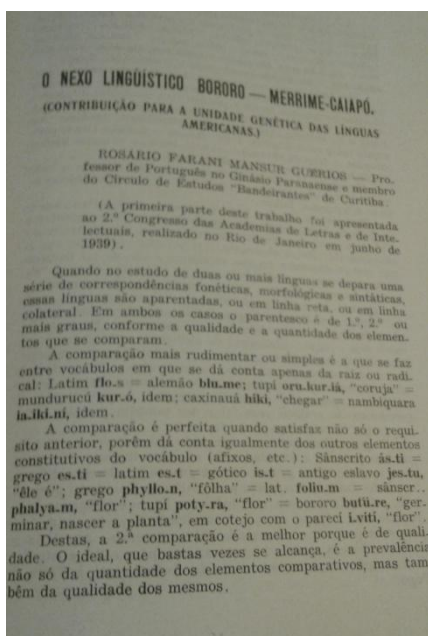 O NEXO LINGÜÍSTICO BORORO — MERRIME-CAIAPÓ.
(CONTRIBUIÇÃO PARA A UNIDADE GENÉTICA DAS LÍNGUAS
AMERICANAS.)
ROSÁRIO FARANI MANSUR GUÉRIOS — Pro-
fessor de Português no Ginásio Paranaense e membro
do Círculo de Estudos "Bandeirantes" de Curitiba.
(A primeira parte deste trabalho foi apresentada
ao 2.º Congresso das Academias de Letras e de Inte-
lectuais, realizado no Rio de Janeiro em junho de
1939).
Quando no estudo de duas ou mais línguas se depara uma
série de correspondências fonéticas, morfológicas e sintáticas,
essas línguas são aparentadas, ou em linha reta, ou em linha
colateral. Em ambos os casos o parentesco é de 1.º, 2.º ou
mais graus, conforme a qualidade e a quantidade dos elemen-
tos que se comparam.
A comparação mais rudimentar ou simples é a que se faz
entre vocábulos em que se dá conta apenas da raiz ou radi-
cal: Latim flo.s = alemão blu.me; tupi oru.kur.iá, "coruja" =
mundurucú kur.ó, idem; caxinauá hiki, "chegar" = nambiquara
ia.iki.ni, idem.
A comparação é perfeita quando satisfaz não só o requi-
sito anterior, porém dá conta igualmente dos outros elementos
constitutivos do vocábulo (afixos, etc.): Sânscrito ás.ti =
grego es.ti = latim es.t = gótico is.t = antigo eslavo jes.tu,
"êle é"; grego phyllo.n, "fôlha" = lat. foliu.m = sânscr..
phalya.m, "flor"; tupí poty.ra, "flor" = bororo butü.re, "ger-
minar, nascer a planta", em cotejo com o pareci i.viti, "flor".
Destas, a 2.ª comparação é a melhor porque é de quali-
dade. O ideal, que bastas vezes se alcança, é a prevalência
não só da quantidade dos elementos comparativos, mas tam
bêm da qualidade dos mesmos.